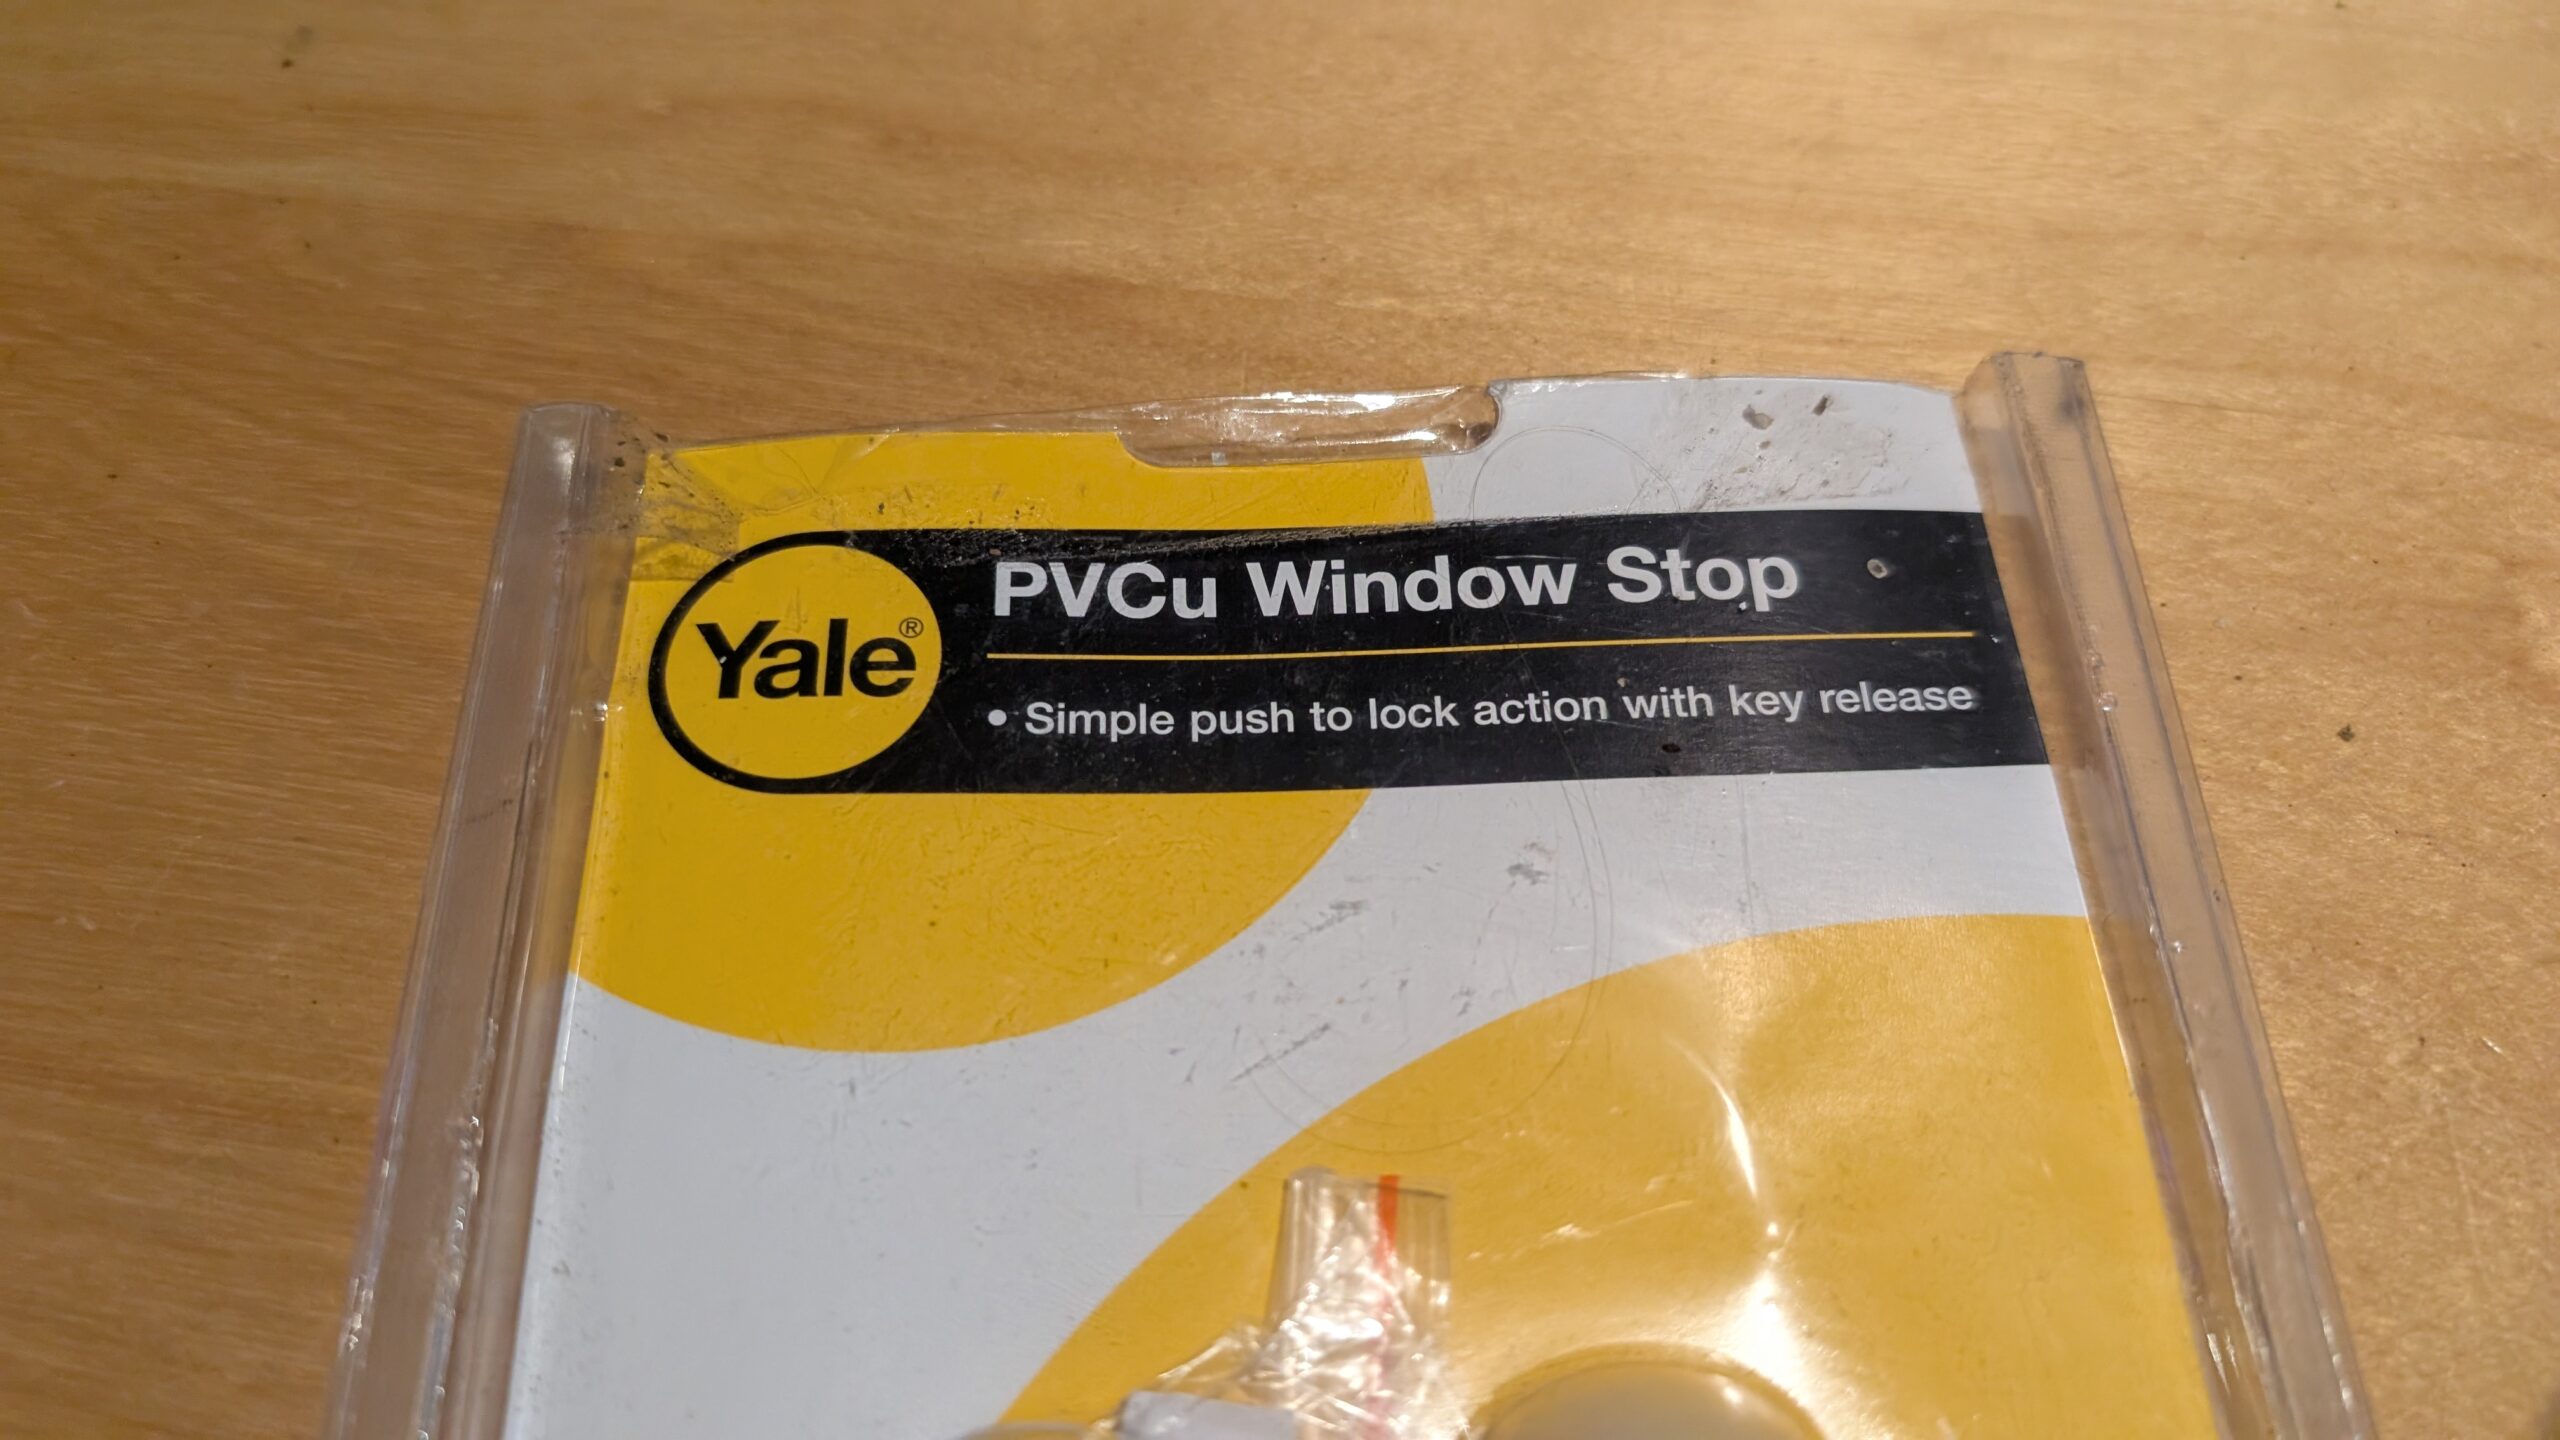 Yale®
PVCu Window Stop
• Simple push to lock action with key release